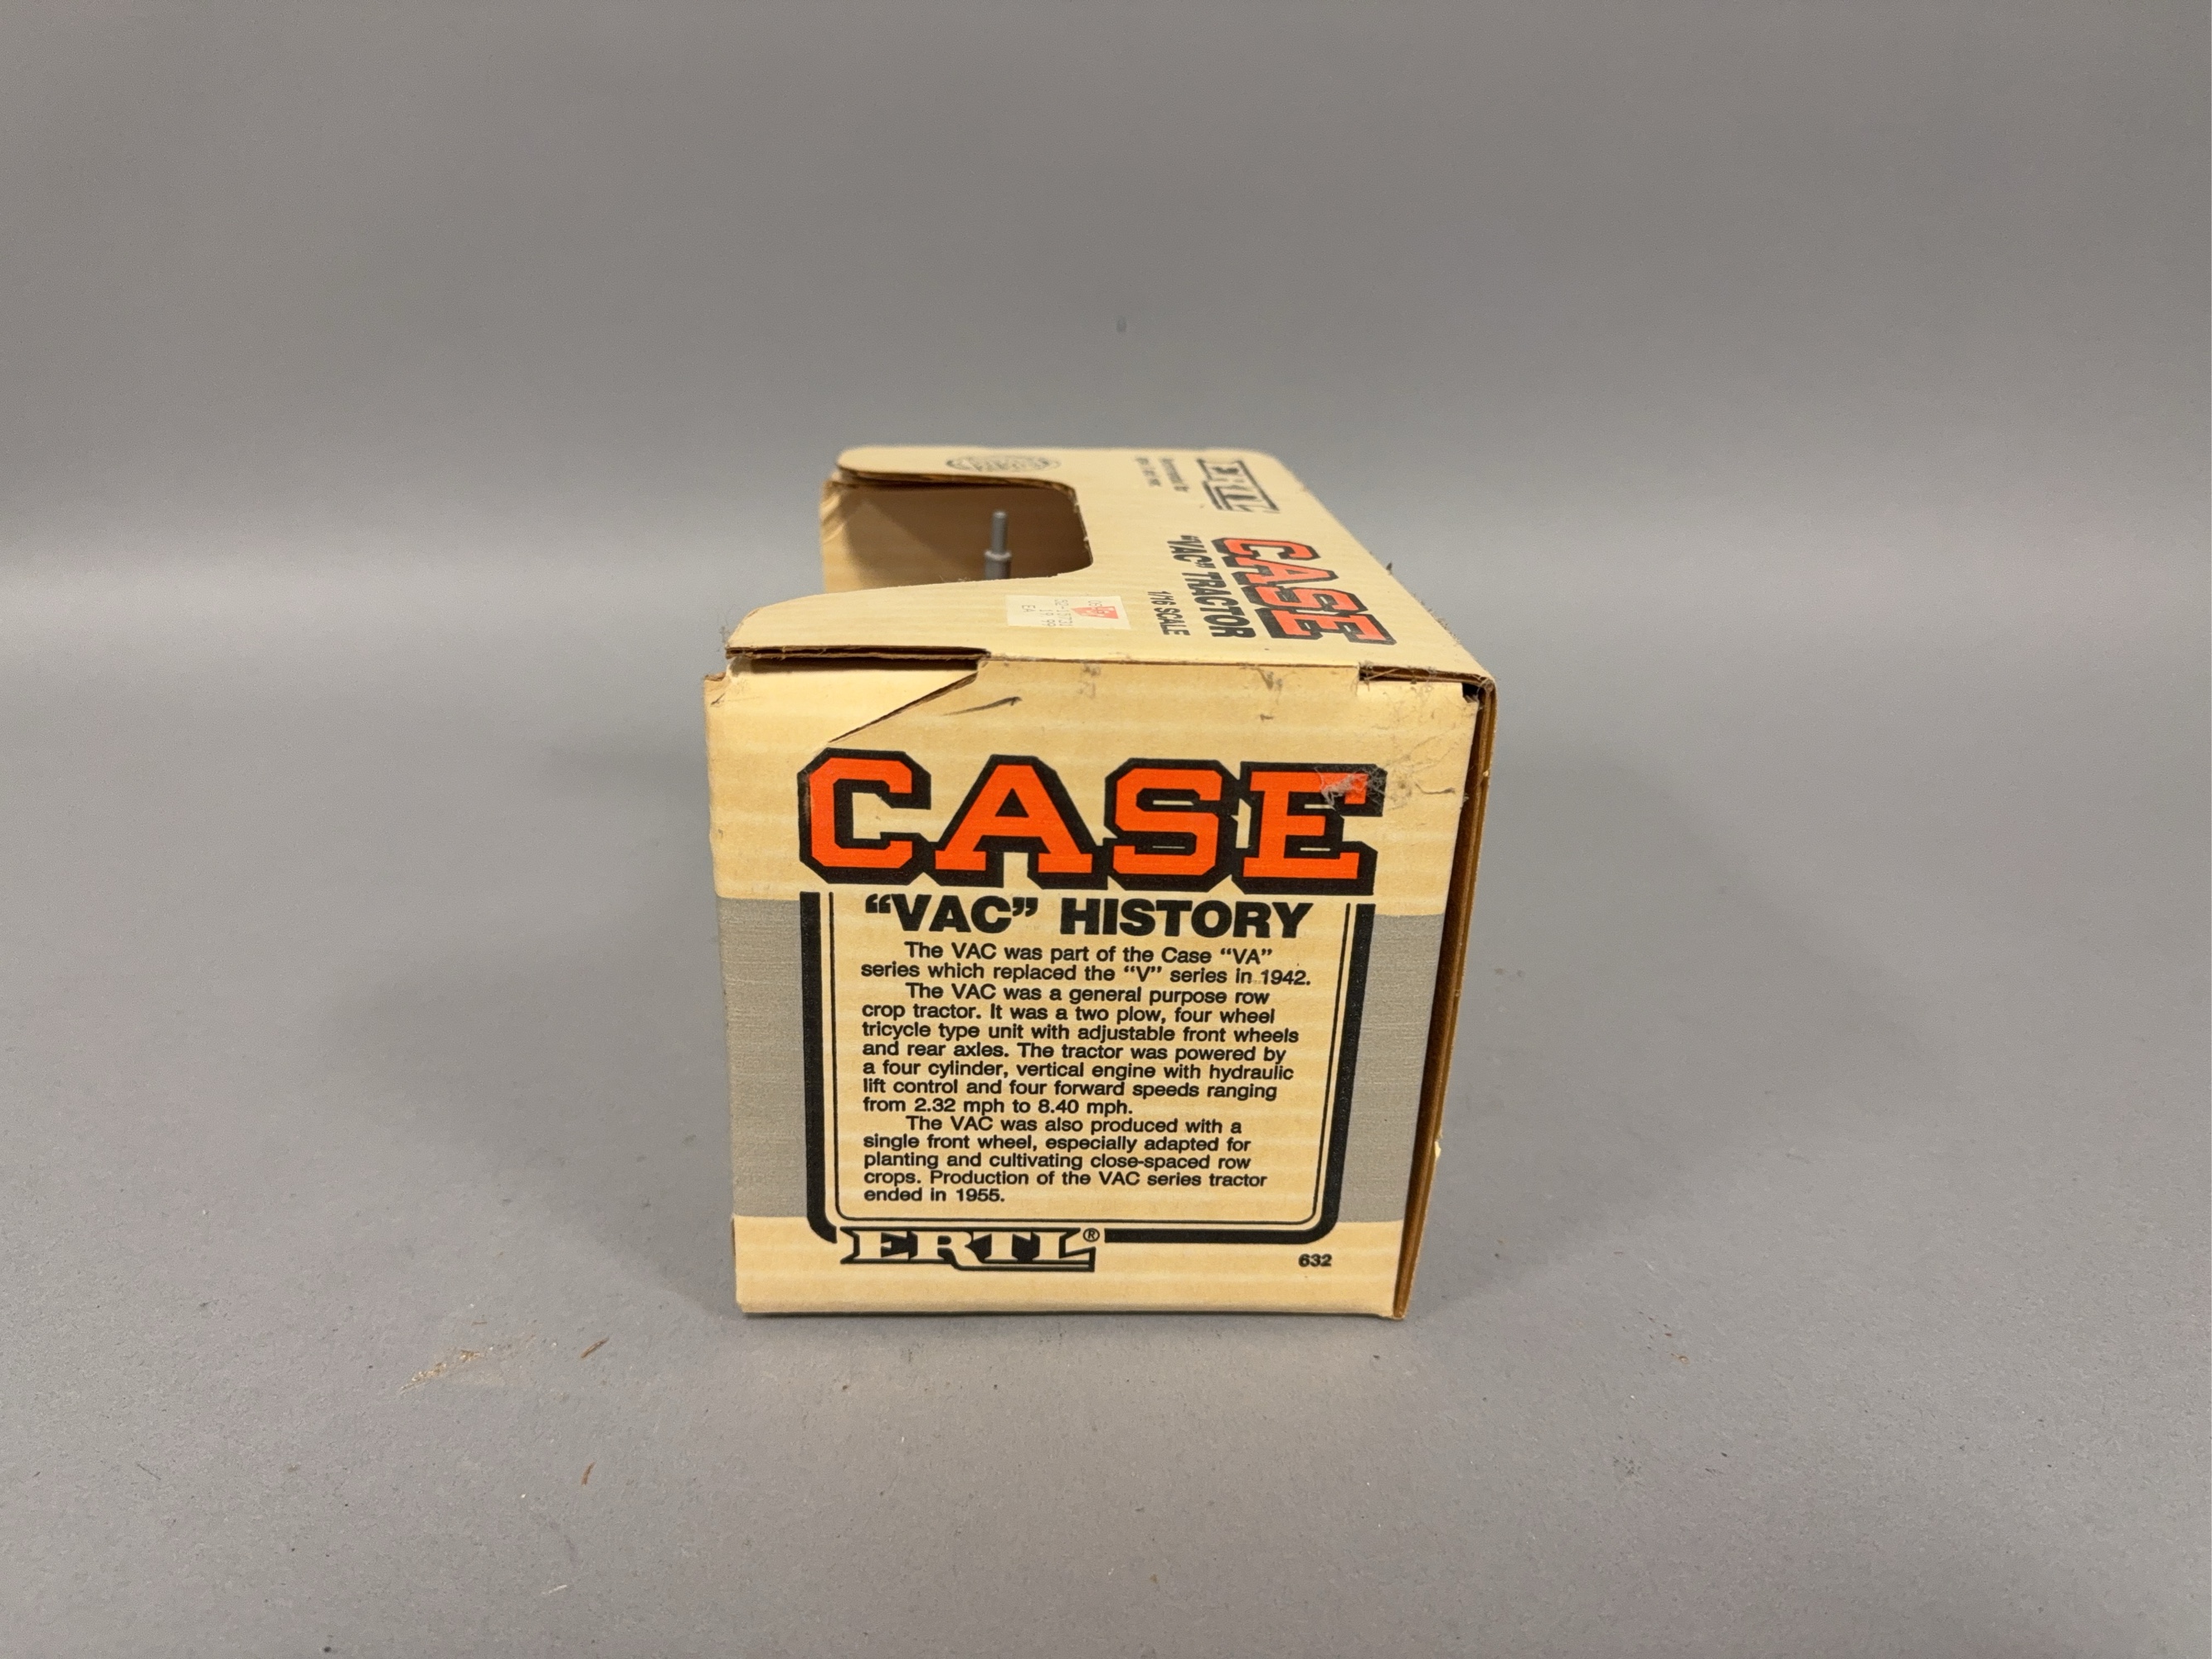 ERTL
CASE
"VAC" TRACTOR
1/16 SCALE
CASE
“VAC” HISTORY
The VAC was part of the Case “VA”
series which replaced the “V” series in 1942.
The VAC was a general purpose row
crop tractor. It was a two plow, four wheel
tricycle type unit with adjustable front wheels
and rear axles. The tractor was powered by
a four cylinder, vertical engine with hydraulic
lift control and four forward speeds ranging
from 2.32 mph to 8.40 mph.
The VAC was also produced with a
single front wheel, especially adapted for
planting and cultivating close-spaced row
crops. Production of the VAC series tractor
ended in 1955.
ERTL®
632